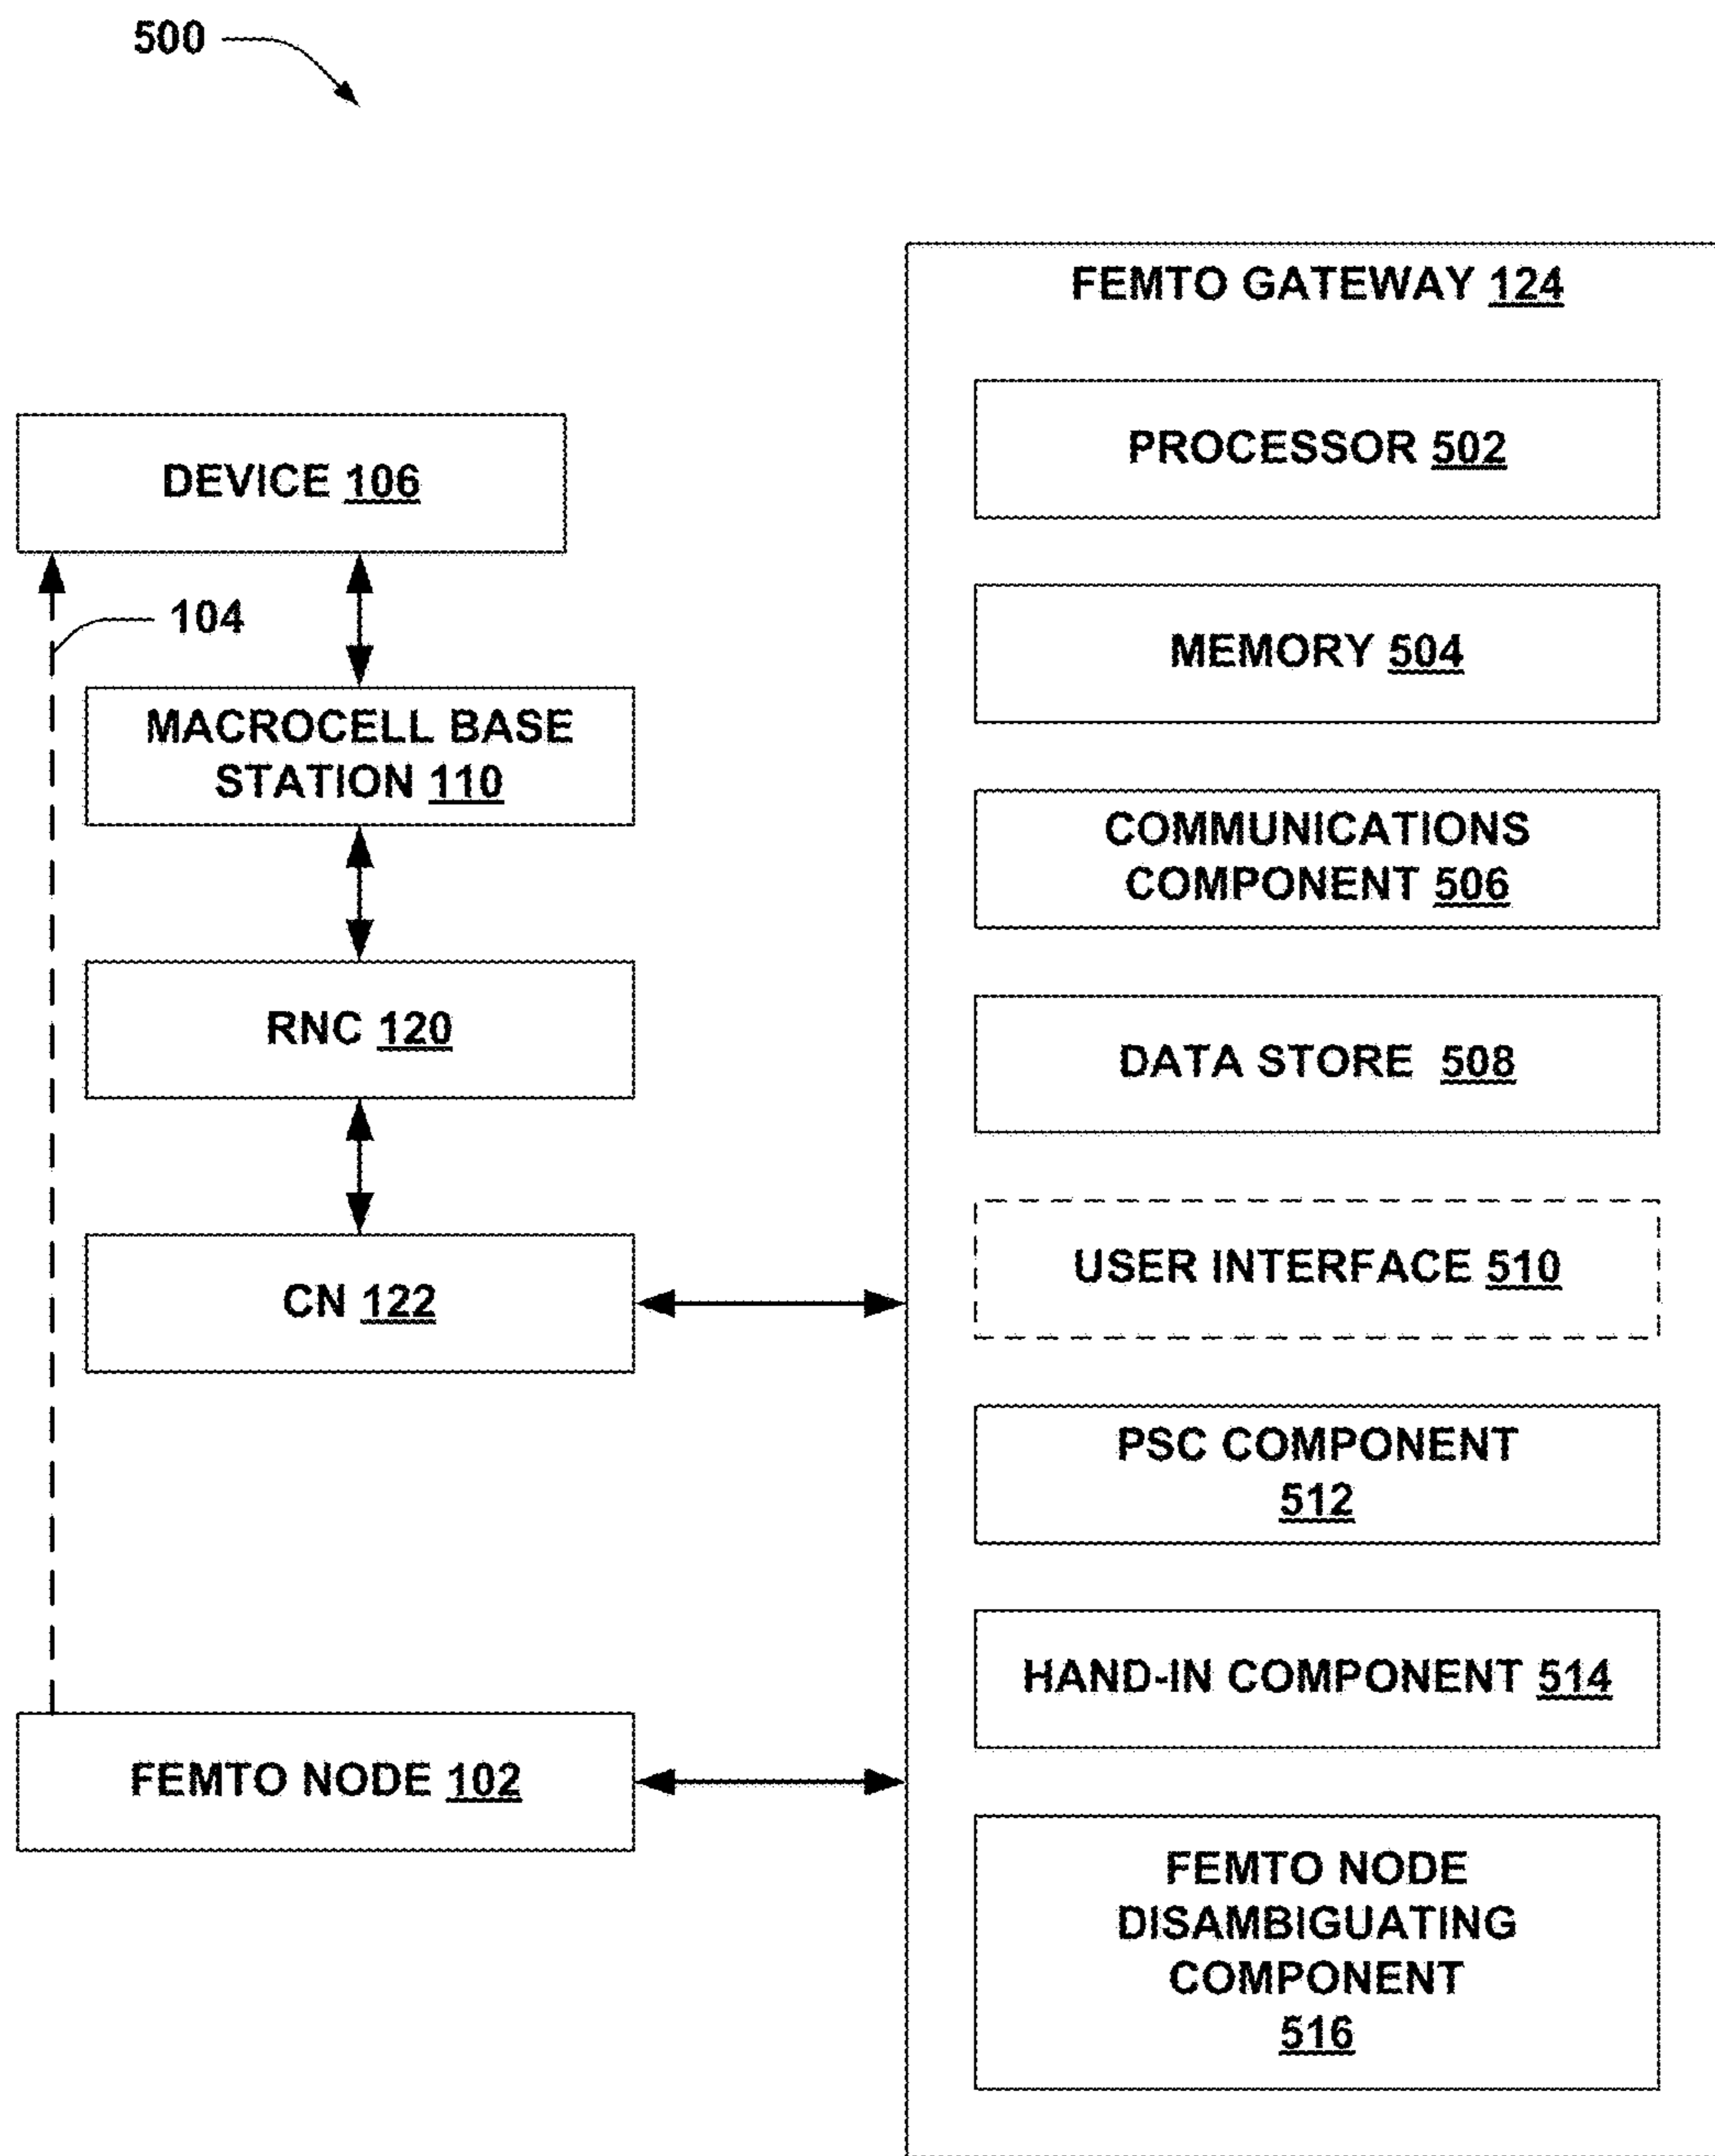 500
FEMTO GATEWAY 124
PROCESSOR 502
DEVICE 106
104
MEMORY 504
MACROCELL BASE
STATION 110
COMMUNICATIONS
COMPONENT 506
RNC 120
DATA STORE 508
USER INTERFACE 510
CN 122
PSC COMPONENT
512
HAND-IN COMPONENT 514
FEMTO NODE 102
FEMTO NODE
DISAMBIGUATING
COMPONENT
516